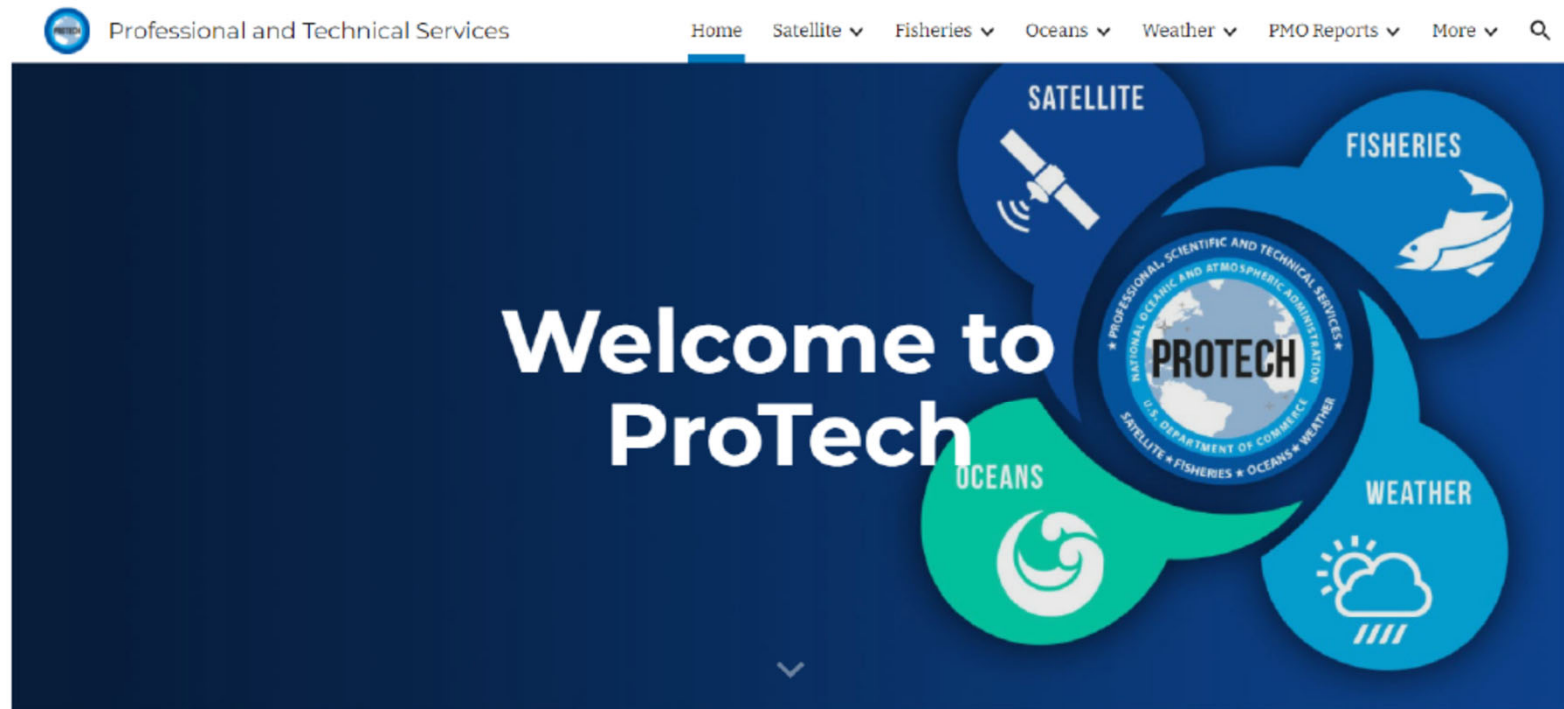 PROTECH
Professional and Technical Services
Home Satellite Fisheries Oceans Weather PMO Reports More
SATELLITE
FISHERIES
★ PROFESSIONAL, SCIENTIFIC AND TECHNICAL SERVICES ★
NATIONAL OCEANIC AND ATMOSPHERIC ADMINISTRATION
PROTECH
U.S. DEPARTMENT OF COMMERCE
SATELLITE ★ FISHERIES ★ OCEANS ★ WEATHER
Welcome to
ProTech
OCEANS
WEATHER